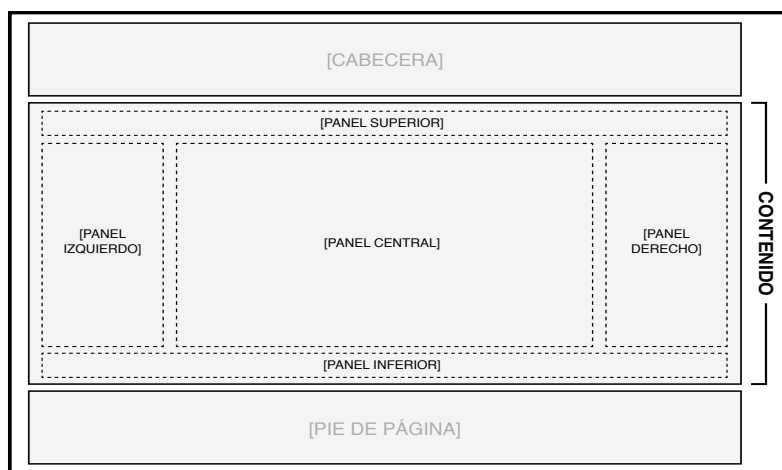 [CABECERA]
[PANEL SUPERIOR]
[PANEL
IZQUIERDO]
[PANEL CENTRAL]
[PANEL
DERECHO]
CONTENIDO
[PANEL INFERIOR]
[PIE DE PÁGINA]